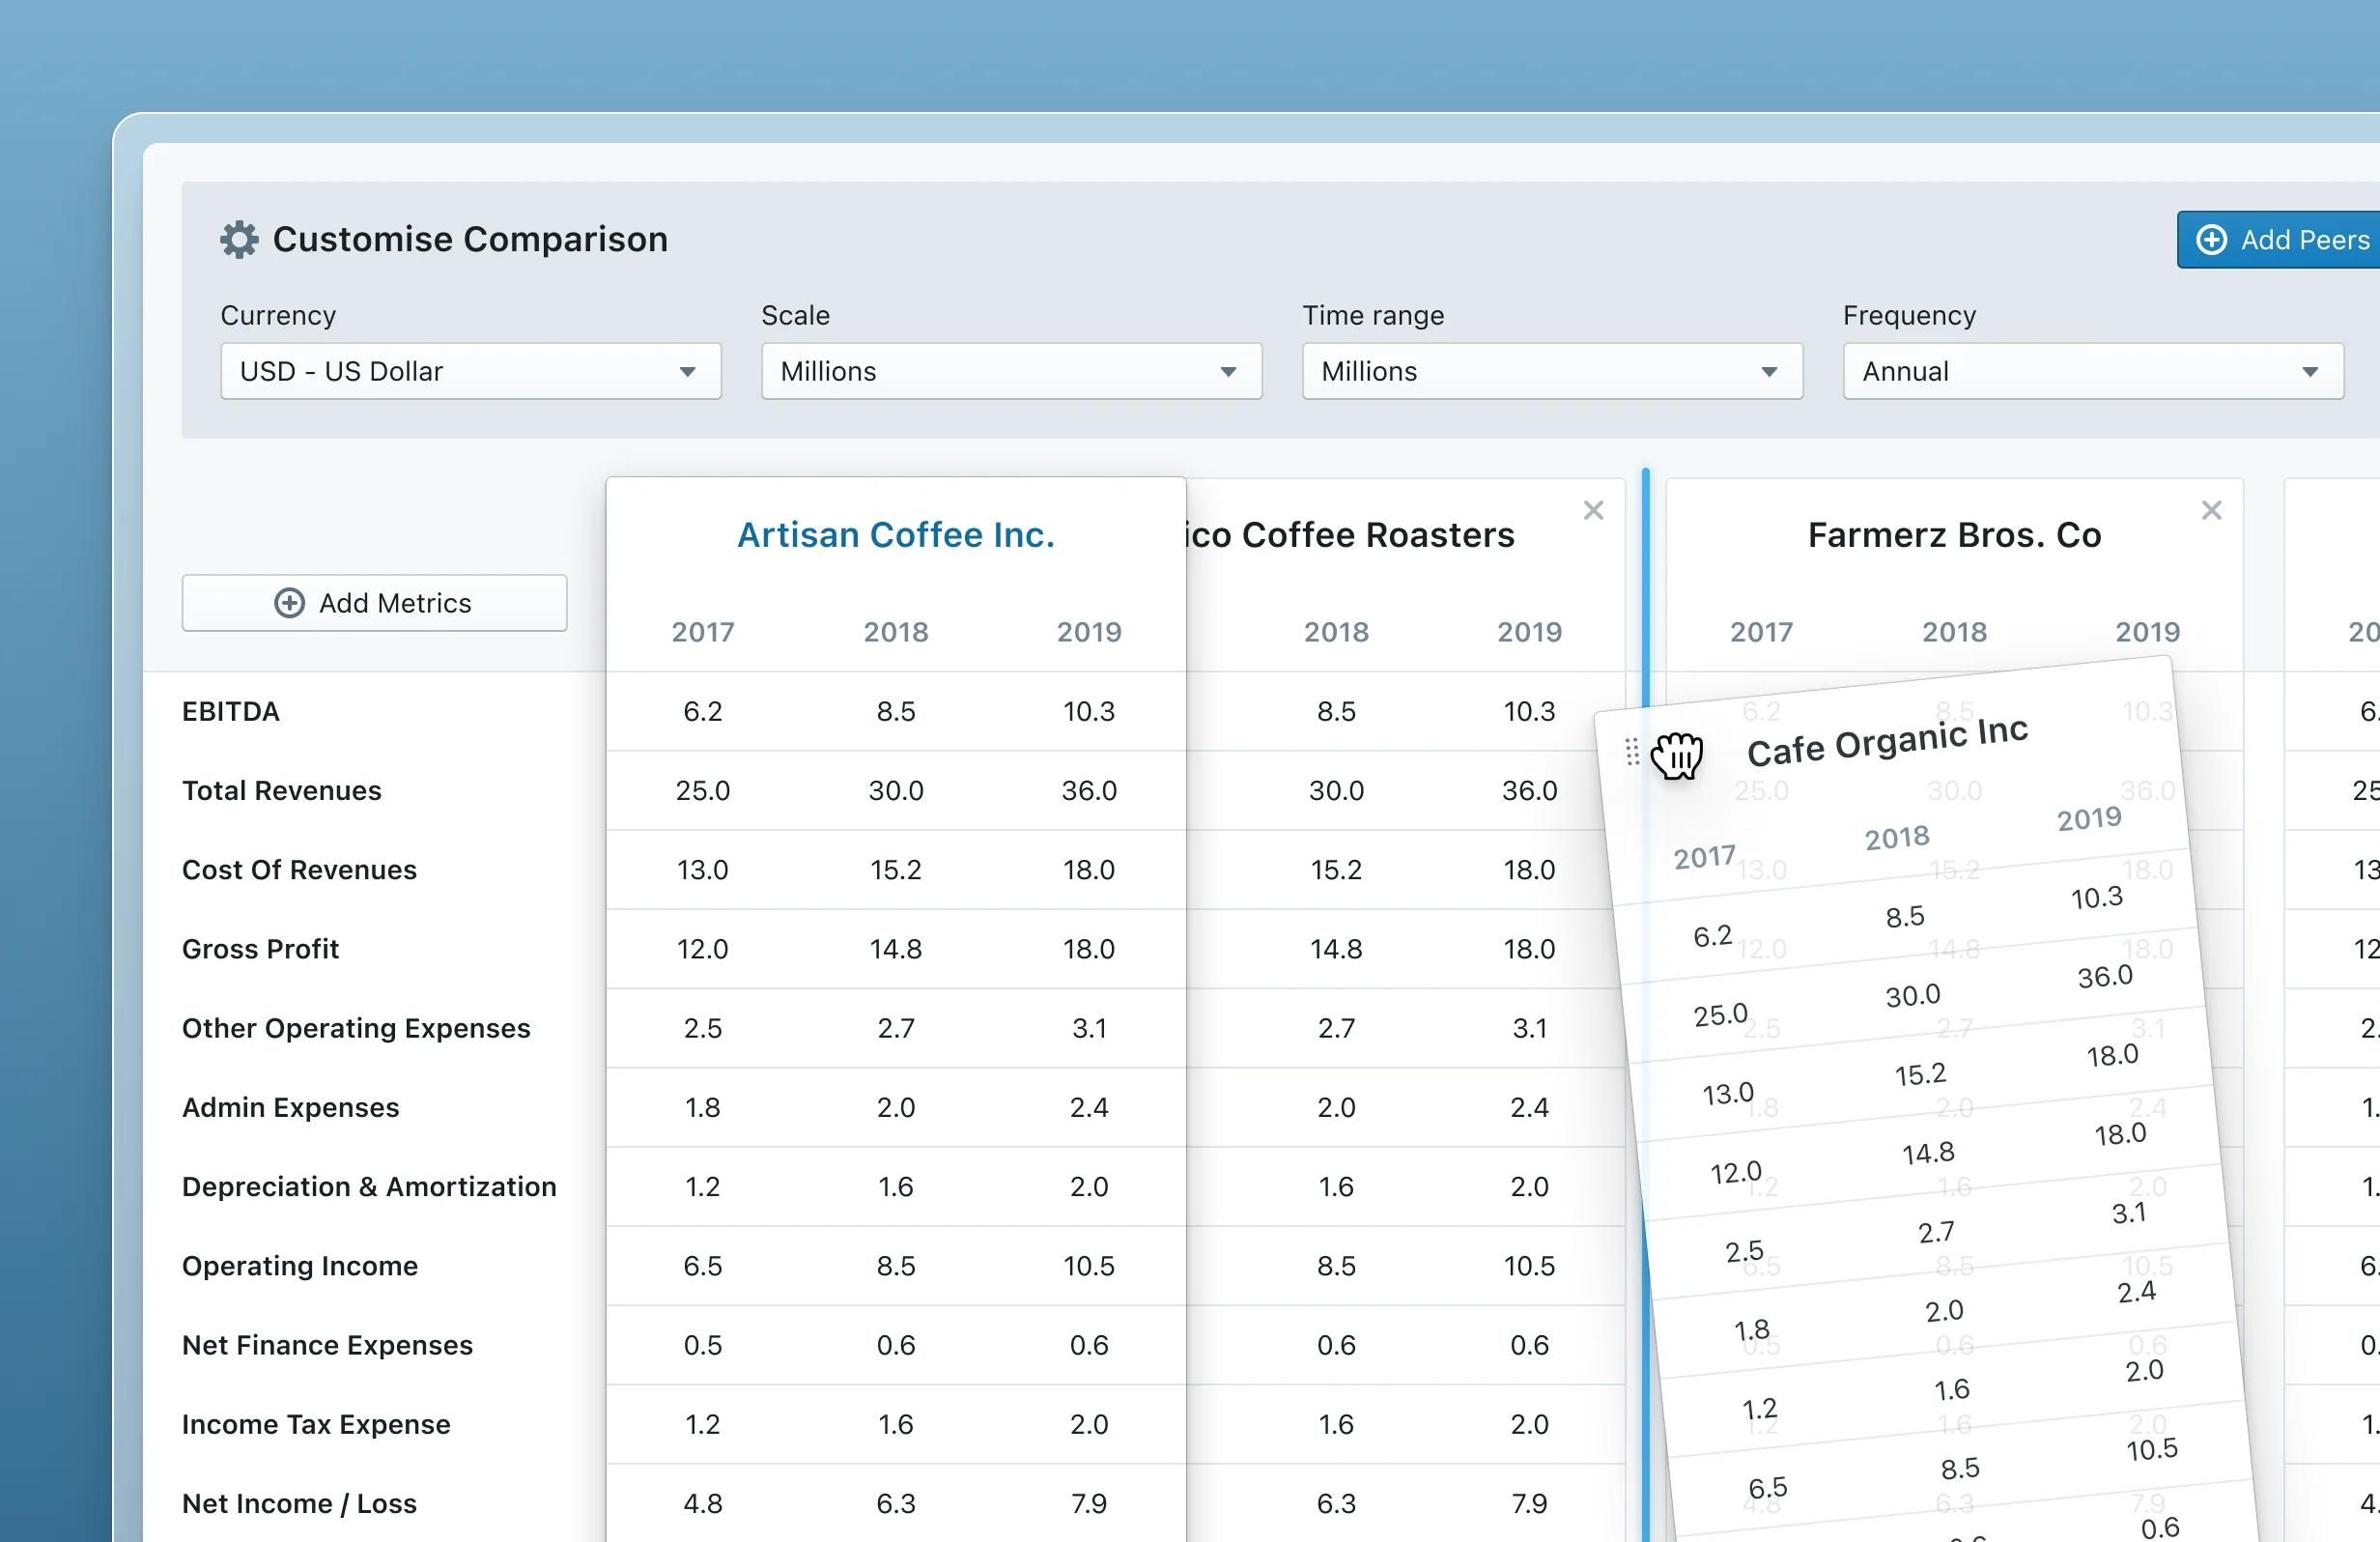 Customise Comparison
Add Peers
Currency Scale Time range Frequency
USD - US Dollar Millions Millions Annual
Artisan Coffee Inc. ico Coffee Roasters Farmerz Bros. Co
Add Metrics
2017 2018 2019 2018 2019 2017 2018 2019 20
EBITDA 6.2 8.5 10.3 8.5 10.3 6.2 8.5 10.3 6.
Total Revenues 25.0 30.0 36.0 30.0 36.0 25.0 30.0 36.0 25
Cost Of Revenues 13.0 15.2 18.0 15.2 18.0 13.0 15.2 18.0 13
Gross Profit 12.0 14.8 18.0 14.8 18.0 12.0 14.8 18.0 12
Other Operating Expenses 2.5 2.7 3.1 2.7 3.1 2.5 2.7 3.1 2.
Admin Expenses 1.8 2.0 2.4 2.0 2.4 1.8 2.0 2.4 1.
Depreciation & Amortization 1.2 1.6 2.0 1.6 2.0 1.2 1.6 2.0 1.
Operating Income 6.5 8.5 10.5 8.5 10.5 6.5 8.5 10.5 6.
Net Finance Expenses 0.5 0.6 0.6 0.6 0.6 0.5 0.6 0.6 0.
Income Tax Expense 1.2 1.6 2.0 1.6 2.0 1.2 1.6 2.0 1.
Net Income / Loss 4.8 6.3 7.9 6.3 7.9 4.8 6.3 7.9 4.
Cafe Organic Inc
2017 2018 2019
6.2 8.5 10.3
25.0 30.0 36.0
13.0 15.2 18.0
12.0 14.8 18.0
2.5 2.7 3.1
1.8 2.0 2.4
1.2 1.6 2.0
6.5 8.5 10.5
0.6